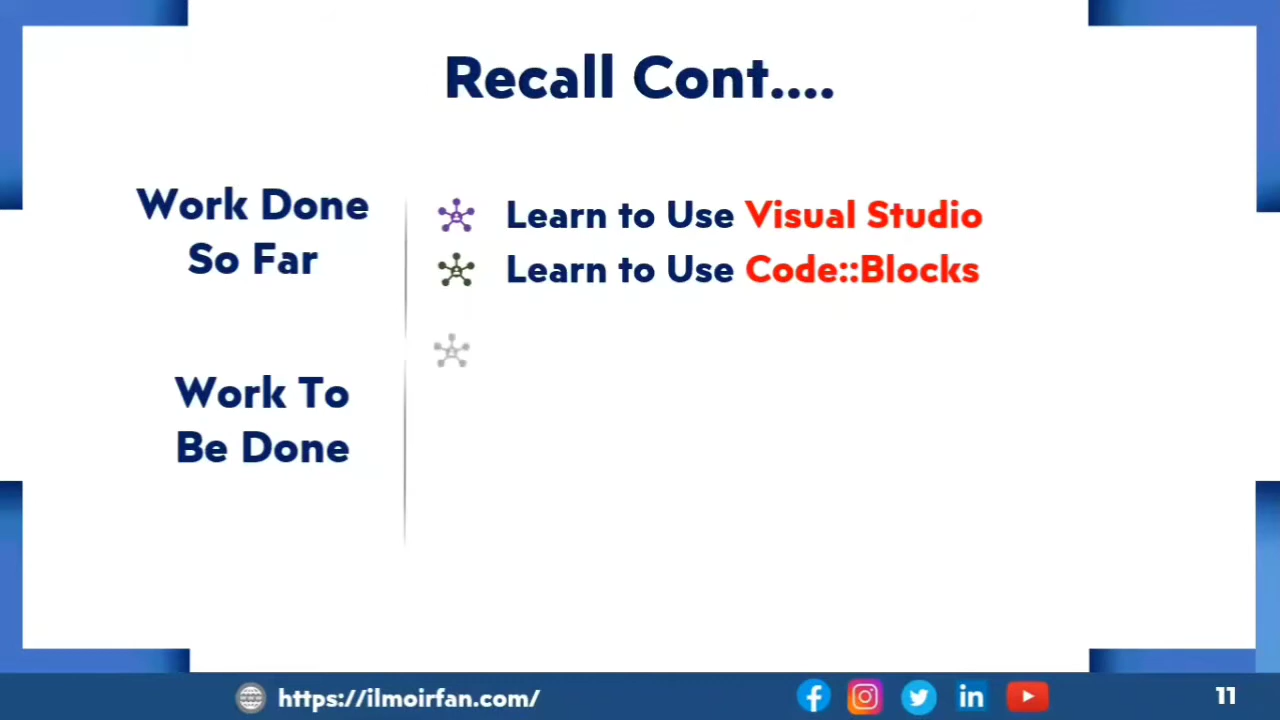 Recall Cont....
Work Done
So Far
Learn to Use Visual Studio
Learn to Use Code::Blocks
Work To
Be Done
https://ilmoirfan.com/
11